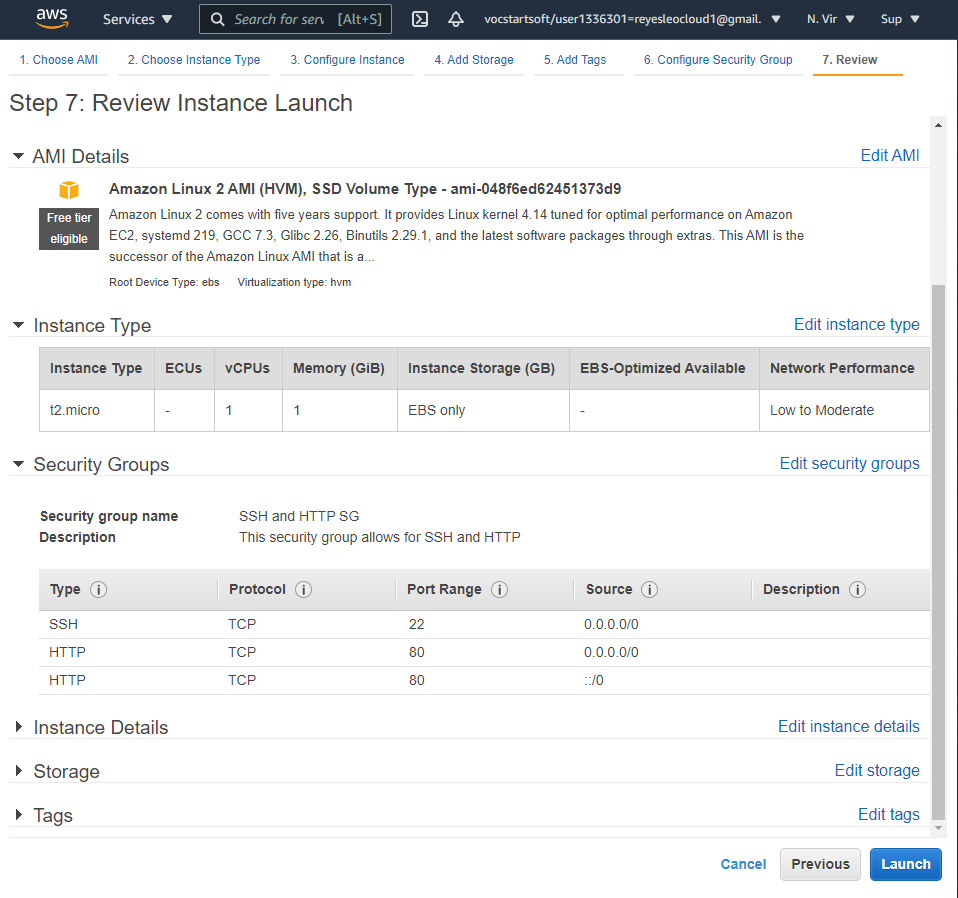 aws Services Search for serv [Alt+S] vocstartsoft/user1336301=reyesleocloud1@gmail. N. Vir Sup
1. Choose AMI 2. Choose Instance Type 3. Configure Instance 4. Add Storage 5. Add Tags 6. Configure Security Group 7. Review
Step 7: Review Instance Launch
AMI Details Edit AMI
Amazon Linux 2 AMI (HVM), SSD Volume Type - ami-048f6ed62451373d9
Free tier eligible
Amazon Linux 2 comes with five years support. It provides Linux kernel 4.14 tuned for optimal performance on Amazon
EC2, systemd 219, GCC 7.3, Glibc 2.26, Binutils 2.29.1, and the latest software packages through extras. This AMI is the
successor of the Amazon Linux AMI that is a...
Root Device Type: ebs Virtualization type: hvm
Instance Type Edit instance type
Instance Type ECUs vCPUs Memory (GiB) Instance Storage (GB) EBS-Optimized Available Network Performance
t2.micro - 1 1 EBS only - Low to Moderate
Security Groups Edit security groups
Security group name SSH and HTTP SG
Description This security group allows for SSH and HTTP
Type Protocol Port Range Source Description
SSH TCP 22 0.0.0.0/0
HTTP TCP 80 0.0.0.0/0
HTTP TCP 80 ::/0
Instance Details Edit instance details
Storage Edit storage
Tags Edit tags
Cancel Previous Launch